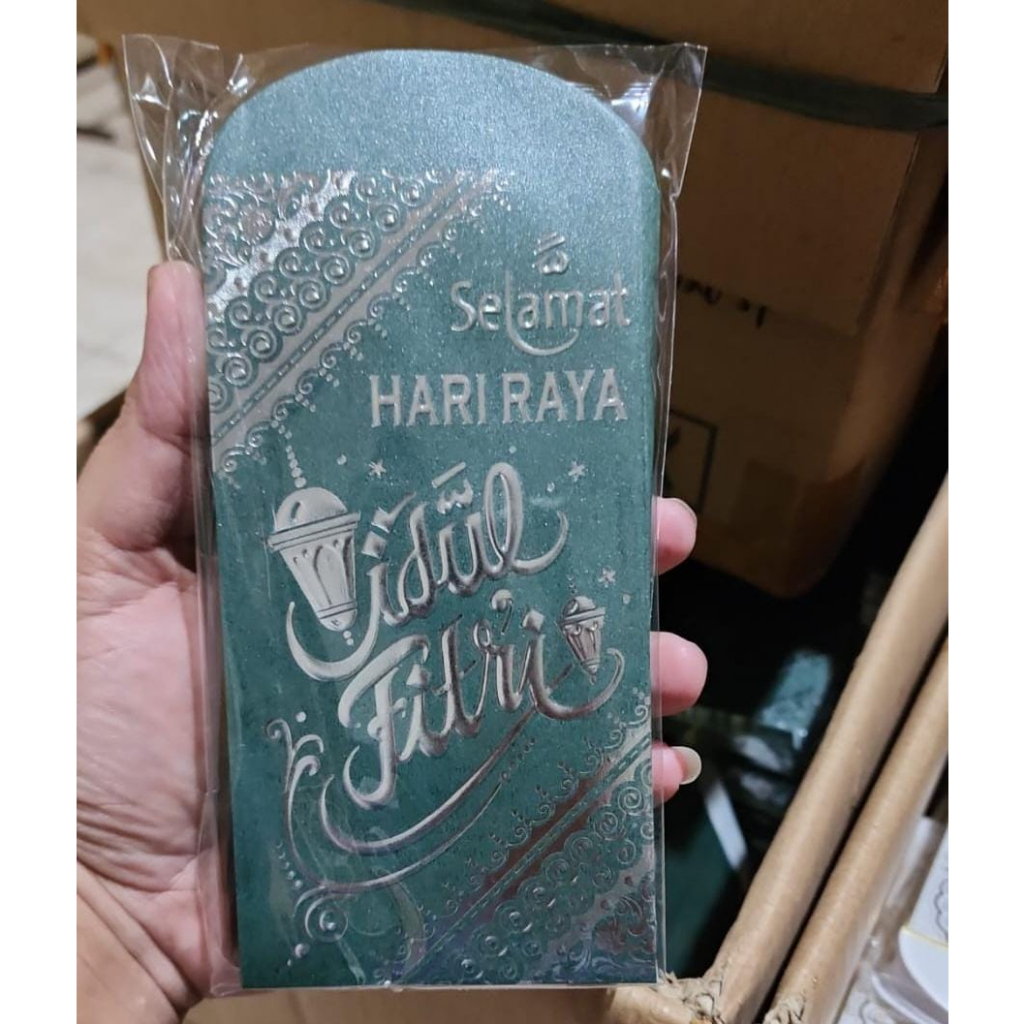 Selamat
HARI RAYA
idul
Fitri